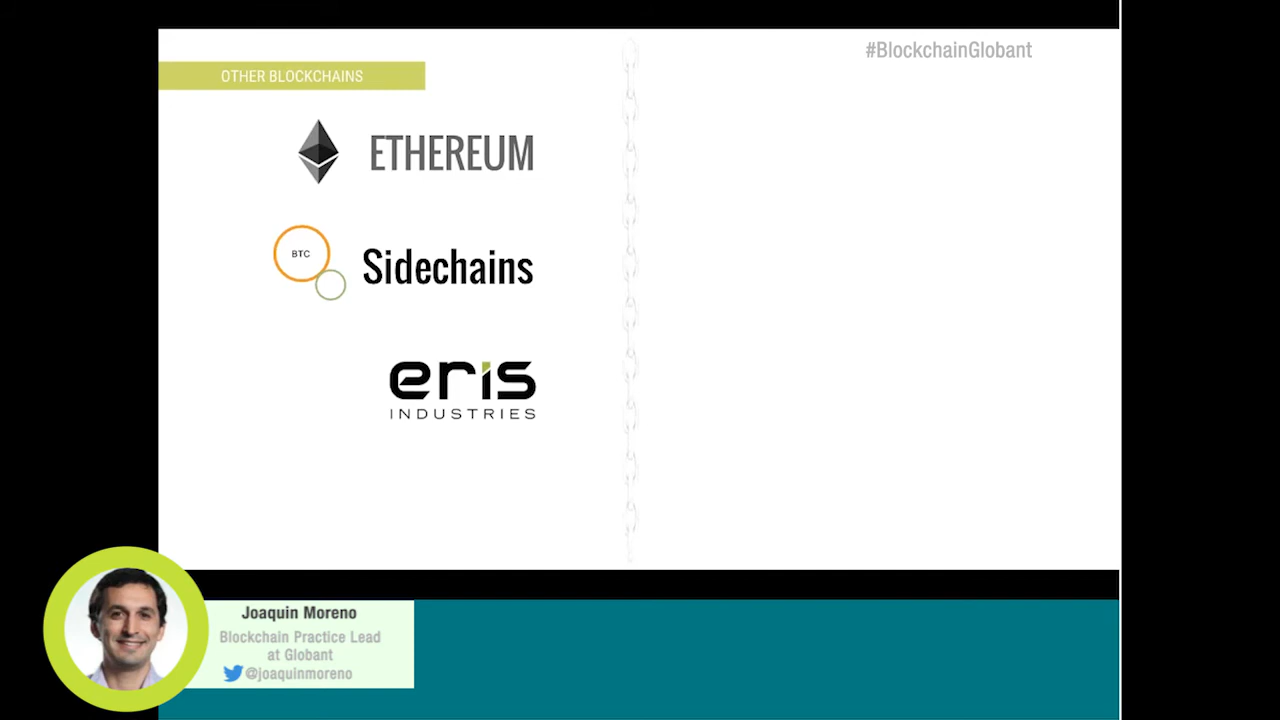 #BlockchainGlobant
OTHER BLOCKCHAINS
ETHEREUM
BTC
Sidechains
eris
INDUSTRIES
Joaquin Moreno
Blockchain Practice Lead
at Globant
@joaquinmoreno